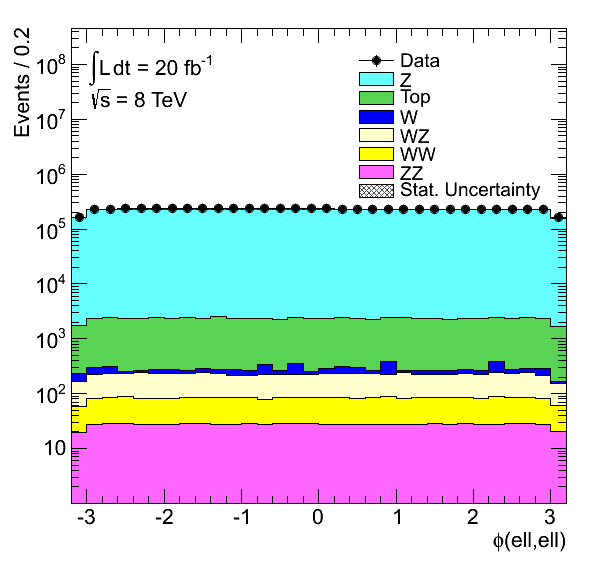 Events / 0.2
∫L dt = 20 fb⁻¹
√s = 8 TeV
Data
Z
Top
W
WZ
WW
ZZ
Stat. Uncertainty
10⁸
10⁷
10⁶
10⁵
10⁴
10³
10²
10
-3 -2 -1 0 1 2 3
ϕ(ell,ell)